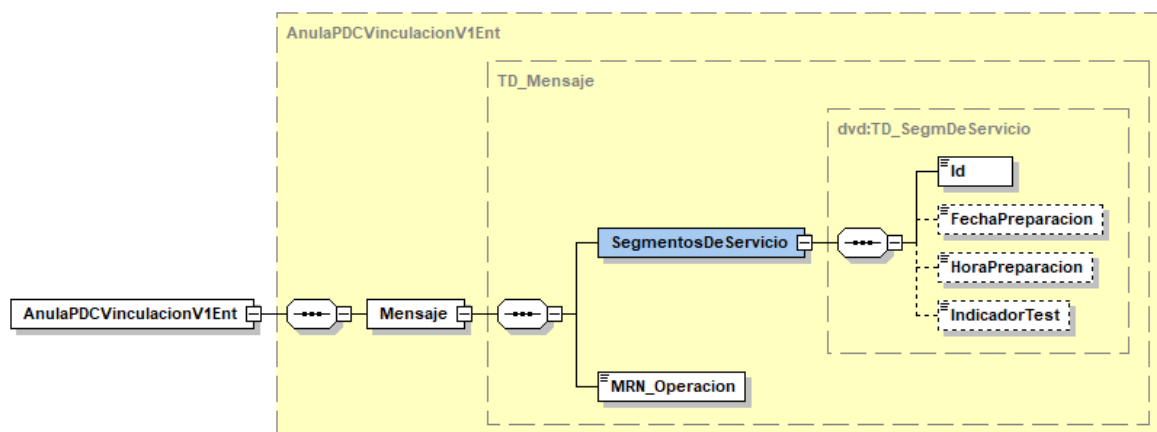 AnulaPDCVinculacionV1Ent
TD_Mensaje
dvd:TD_SegmDeServicio
Id
FechaPreparacion
SegmentosDeServicio
HoraPreparacion
AnulaPDCVinculacionV1Ent
Mensaje
IndicadorTest
MRN_Operacion